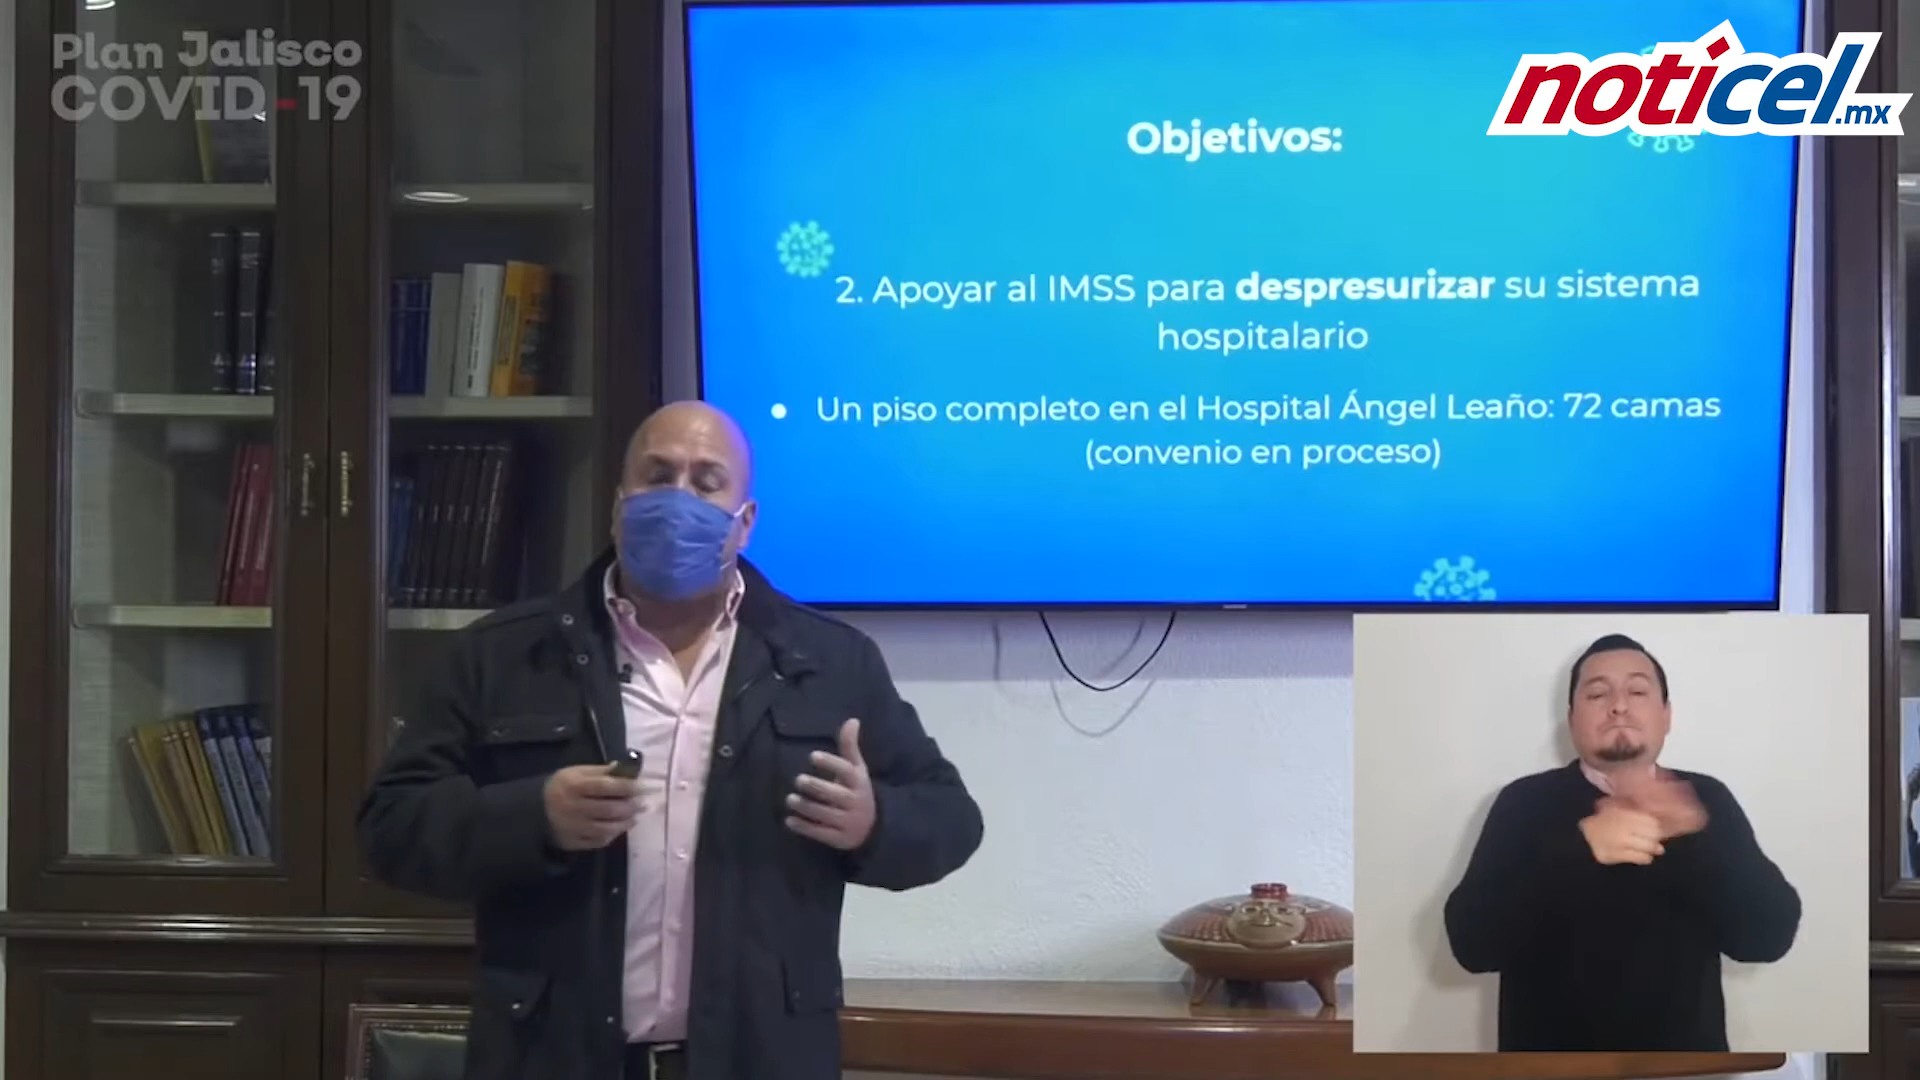 Plan Jalisco
COVID-19
noticel.mx
Objetivos:
2. Apoyar al IMSS para despresurizar su sistema
hospitalario
● Un piso completo en el Hospital Ángel Leaño: 72 camas
(convenio en proceso)